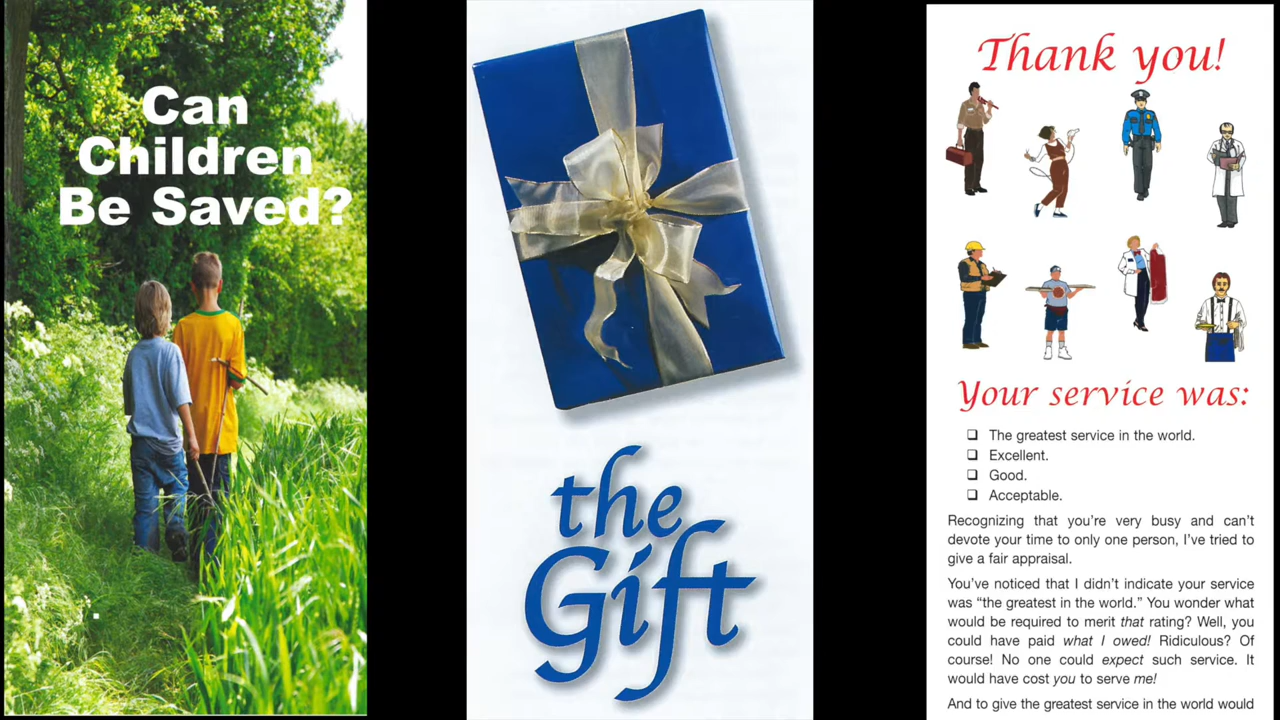 Can
Children
Be Saved?
the
Gift
Thank you!
Your service was:
❏ The greatest service in the world.
❏ Excellent.
❏ Good.
❏ Acceptable.
Recognizing that you're very busy and can't
devote your time to only one person, I've tried to
give a fair appraisal.
You've noticed that I didn't indicate your service
was “the greatest in the world.” You wonder what
would be required to merit that rating? Well, you
could have paid what I owed! Ridiculous? Of
course! No one could expect such service. It
would have cost you to serve me!
And to give the greatest service in the world would